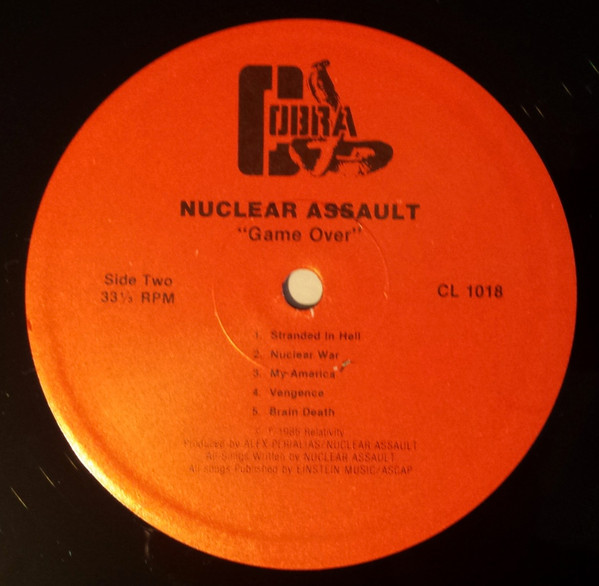 COBRA
NUCLEAR ASSAULT
"Game Over"
Side Two
33⅓ RPM
CL 1018
1. Stranded in Hell
2. Nuclear War
3. My America
4. Vengence
5. Brain Death
1986 Relativity
Produced by ALEX PERIALIAS/NUCLEAR ASSAULT
All Songs Written by NUCLEAR ASSAULT
All songs Published by EINSTEIN MUSIC/ASCAP